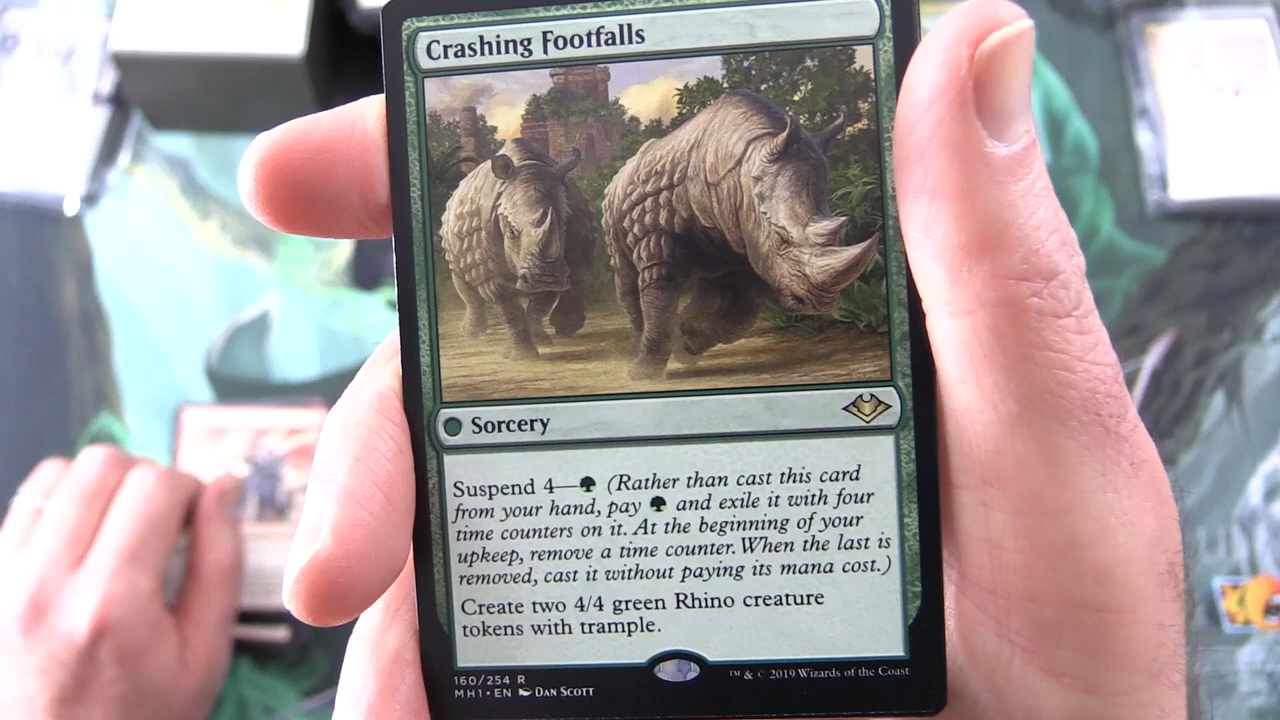 Crashing Footfalls
Sorcery
Suspend 4— (Rather than cast this card
from your hand, pay and exile it with four
time counters on it. At the beginning of your
upkeep, remove a time counter. When the last is
removed, cast it without paying its mana cost.)
Create two 4/4 green Rhino creature
tokens with trample.
160/254 R
MH1 • EN DAN SCOTT
™ & © 2019 Wizards of the Coast